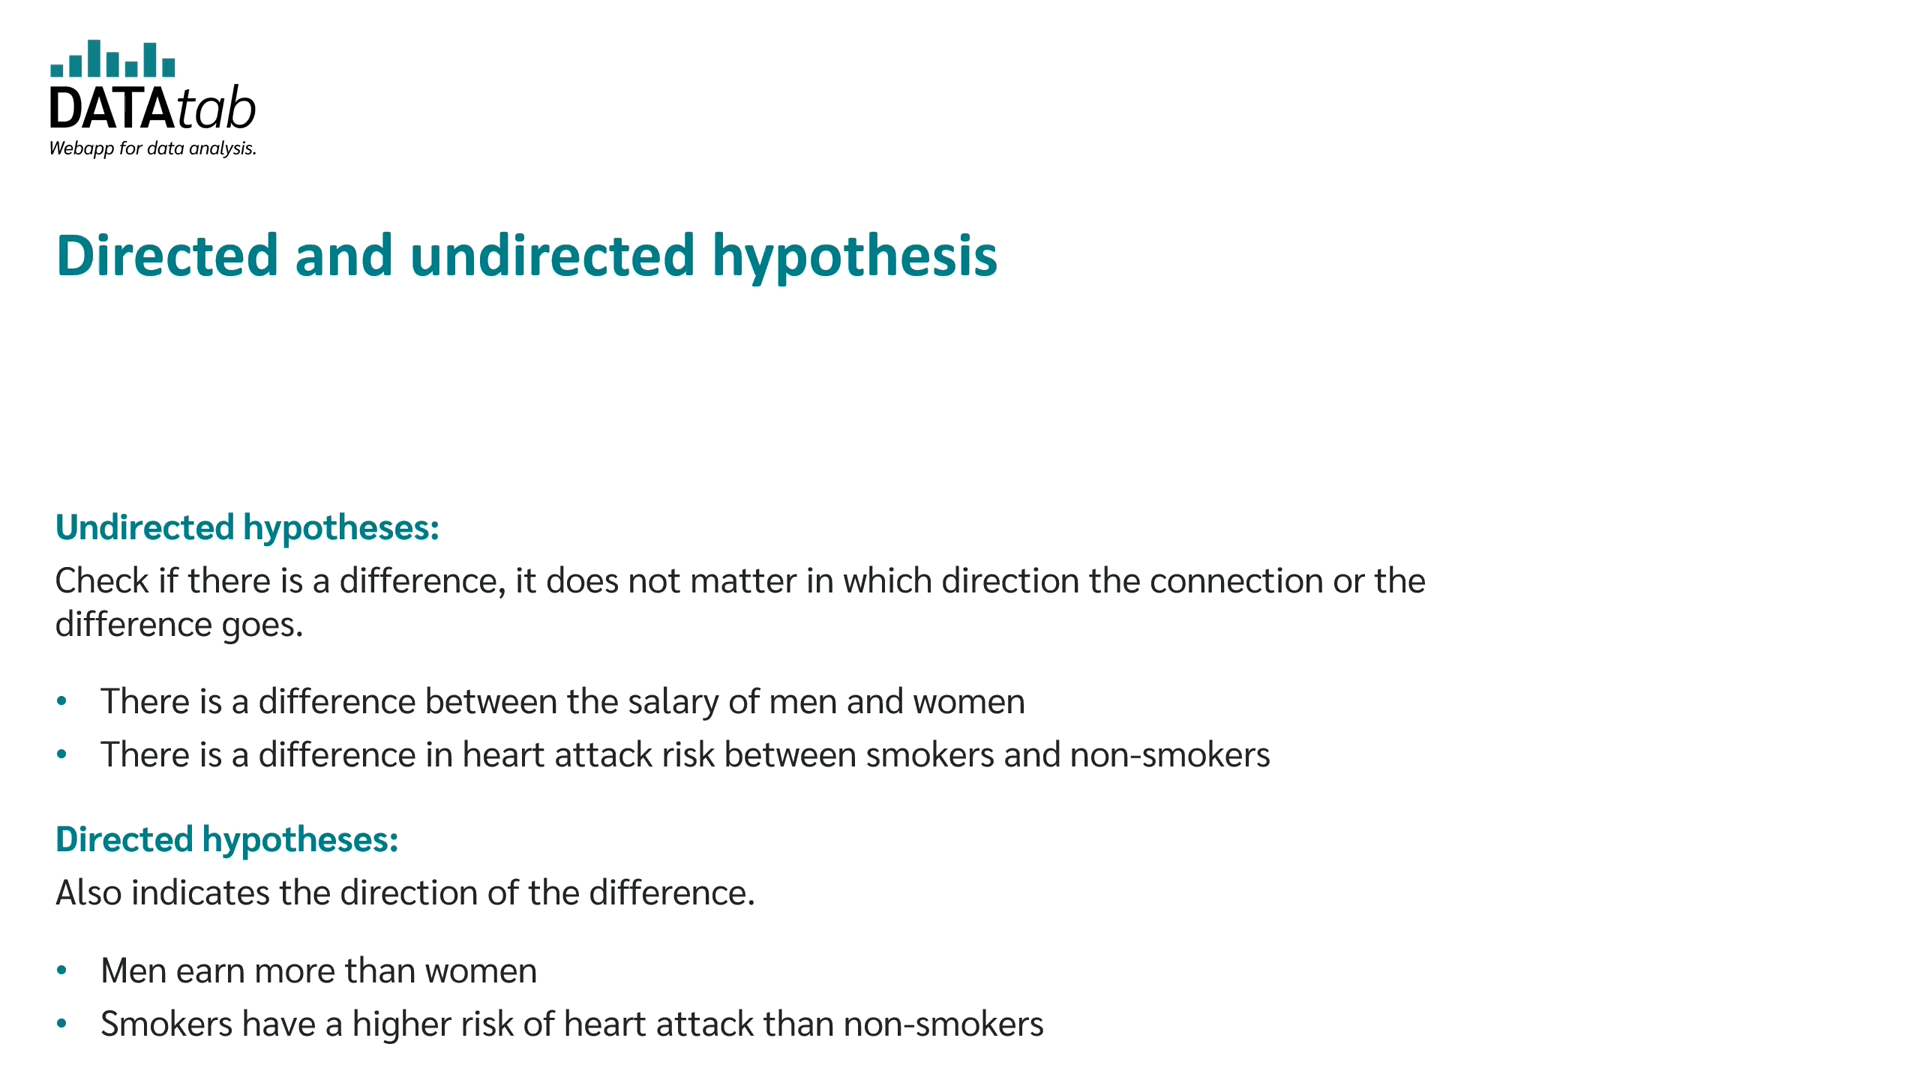 DATAtab
Webapp for data analysis.
Directed and undirected hypothesis
Undirected hypotheses:
Check if there is a difference, it does not matter in which direction the connection or the
difference goes.
• There is a difference between the salary of men and women
• There is a difference in heart attack risk between smokers and non-smokers
Directed hypotheses:
Also indicates the direction of the difference.
• Men earn more than women
• Smokers have a higher risk of heart attack than non-smokers